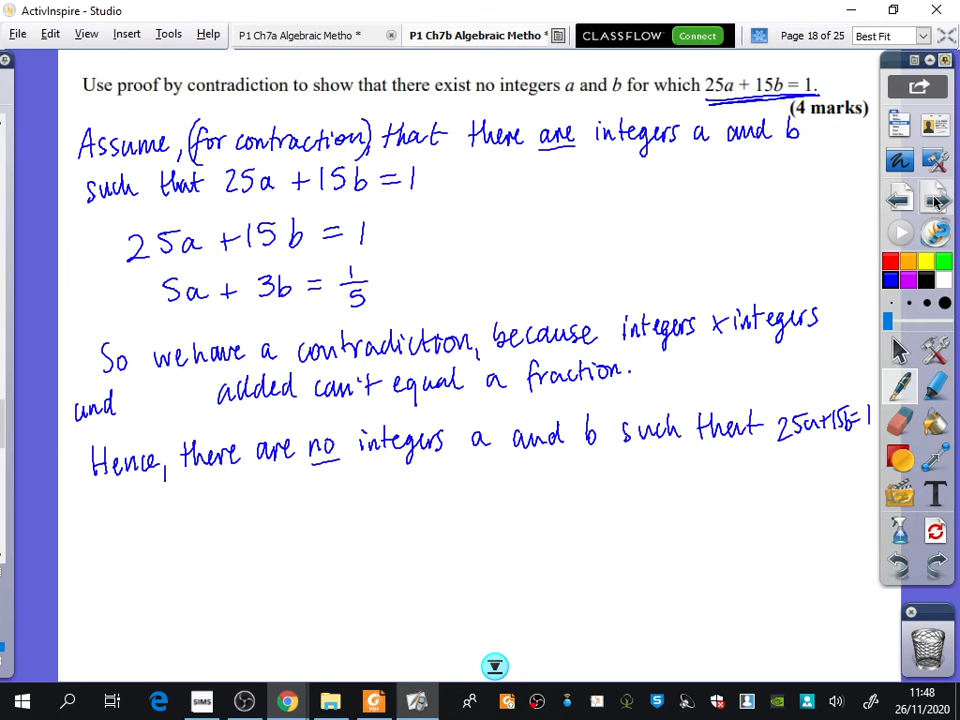 ActivInspire - Studio
File Edit View Insert Tools Help P1 Ch7a Algebraic Metho * P1 Ch7b Algebraic Metho * CLASSFLOW Connect Page 18 of 25 Best Fit
Use proof by contradiction to show that there exist no integers a and b for which 25a + 15b = 1.
(4 marks)
Assume, (for contraction), that there are integers a and b
such that 25a + 15b = 1
25a + 15b = 1
5a + 3b = 1/5
So we have a contradiction, because integers × integers
and added can't equal a fraction.
Hence, there are no integers a and b such that 25a+15b=1
T
SIMS
11:48
26/11/2020